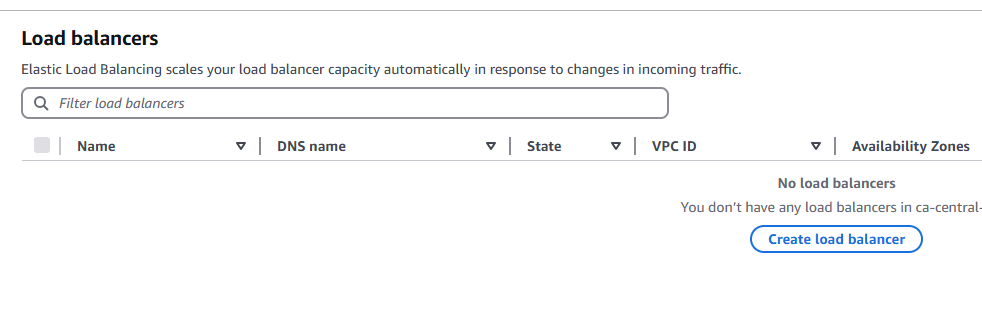 Load balancers
Elastic Load Balancing scales your load balancer capacity automatically in response to changes in incoming traffic.
Filter load balancers
Name DNS name State VPC ID Availability Zones
No load balancers
You don’t have any load balancers in ca-central-
Create load balancer